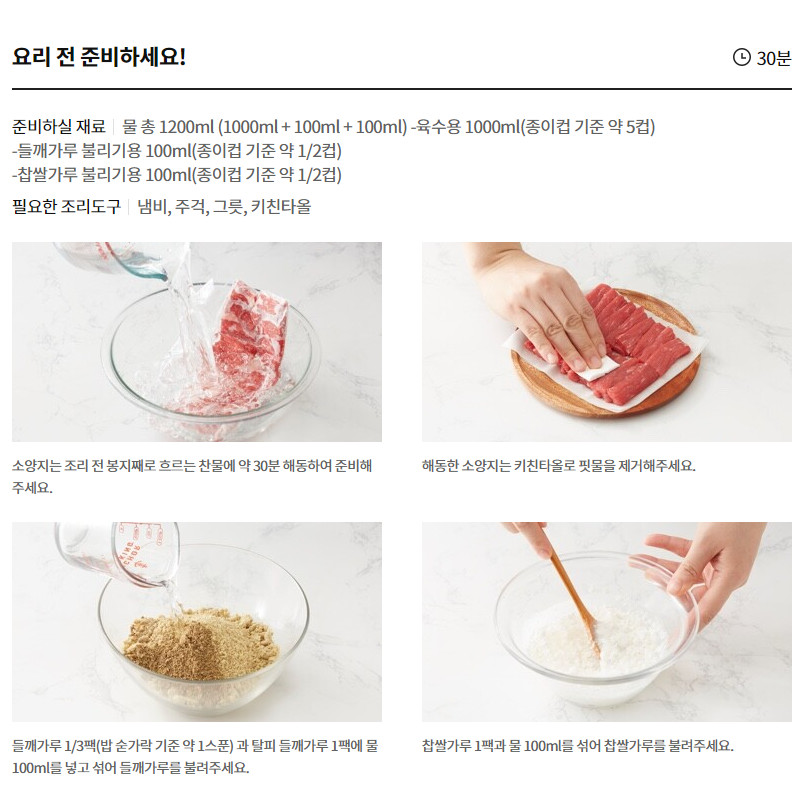 요리 전 준비하세요!
30분
준비하실 재료 | 물 총 1200ml (1000ml + 100ml + 100ml) -육수용 1000ml(종이컵 기준 약 5컵)
-들깨가루 불리기용 100ml(종이컵 기준 약 1/2컵)
-찹쌀가루 불리기용 100ml(종이컵 기준 약 1/2컵)
필요한 조리도구 | 냄비, 주걱, 그릇, 키친타올
소양지는 조리 전 봉지째로 흐르는 찬물에 약 30분 해동하여 준비해
주세요.
해동한 소양지는 키친타올로 핏물을 제거해주세요.
들깨가루 1/3팩(밥 숟가락 기준 약 1스푼) 과 탈피 들깨가루 1팩에 물
100ml를 넣고 섞어 들깨가루를 불려주세요.
찹쌀가루 1팩과 물 100ml를 섞어 찹쌀가루를 불려주세요.